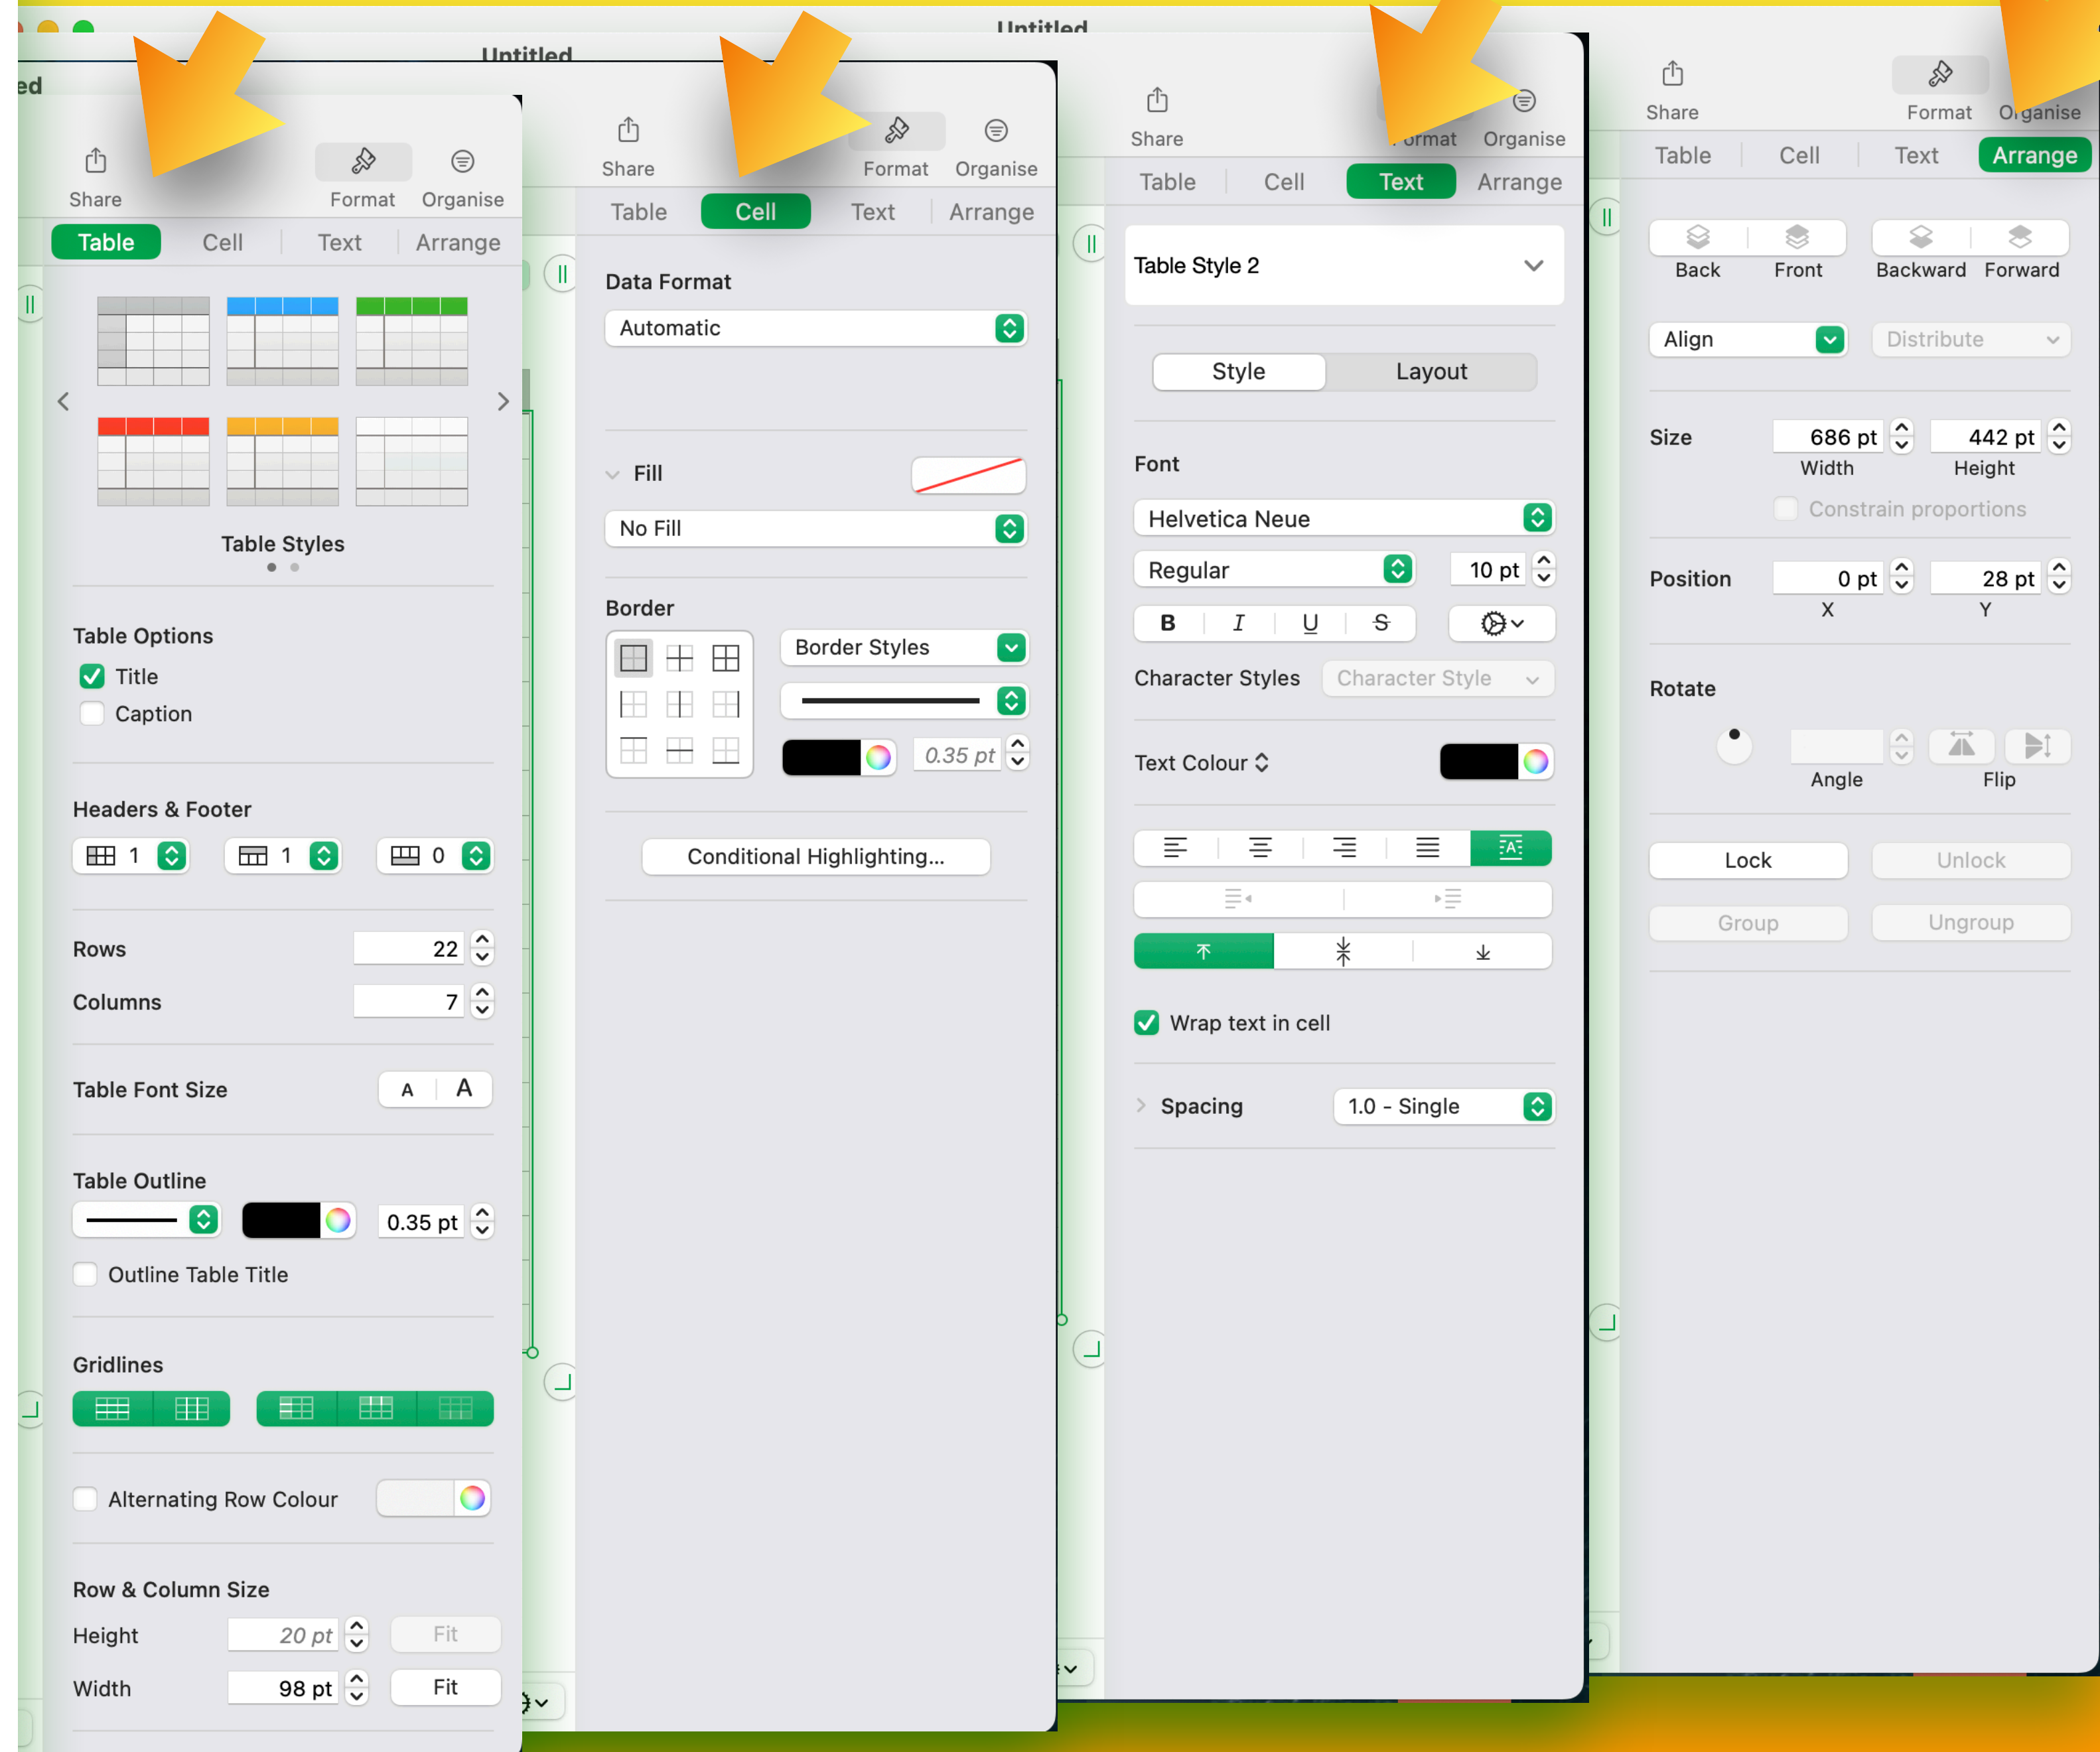 ed
Share
Format
Organise
Table
Cell
Text
Arrange
Table Styles
Table Options
Title
Caption
Headers & Footer
1
1
0
Rows
22
Columns
7
Table Font Size
A A
Table Outline
0.35 pt
Outline Table Title
Gridlines
Alternating Row Colour
Row & Column Size
Height 20 pt Fit
Width 98 pt Fit
Untitled
Share
Format
Organise
Table
Cell
Text
Arrange
Data Format
Automatic
Fill
No Fill
Border
Border Styles
0.35 pt
Conditional Highlighting...
Untitled
Share
Format
Organise
Table
Cell
Text
Arrange
Table Style 2
Style
Layout
Font
Helvetica Neue
Regular
10 pt
B I U S
Character Styles
Character Style
Text Colour
A
Wrap text in cell
Spacing
1.0 - Single
Share
Format
Organise
Table
Cell
Text
Arrange
Back
Front
Backward
Forward
Align
Distribute
Size
686 pt
442 pt
Width
Height
Constrain proportions
Position
0 pt
28 pt
X
Y
Rotate
Angle
Flip
Lock
Unlock
Group
Ungroup